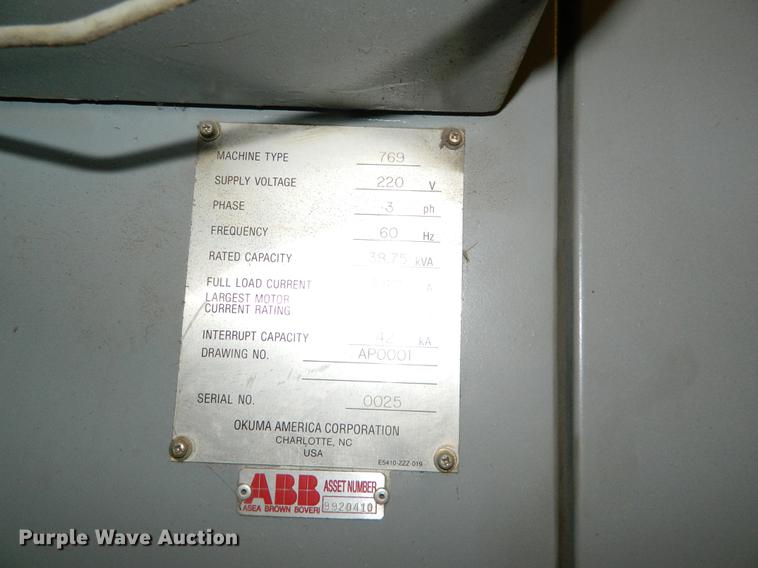 MACHINE TYPE 769
SUPPLY VOLTAGE 220 V
PHASE 3 ph
FREQUENCY 60 Hz
RATED CAPACITY 38.75 kVA
FULL LOAD CURRENT A
LARGEST MOTOR
CURRENT RATING
INTERRUPT CAPACITY 42 kA
DRAWING NO. AP0001
SERIAL NO. 0025
OKUMA AMERICA CORPORATION
CHARLOTTE, NC
USA
E5410-ZZZ-019
ABB ASSET NUMBER
ASEA BROWN BOVERI 9920410
Purple Wave Auction